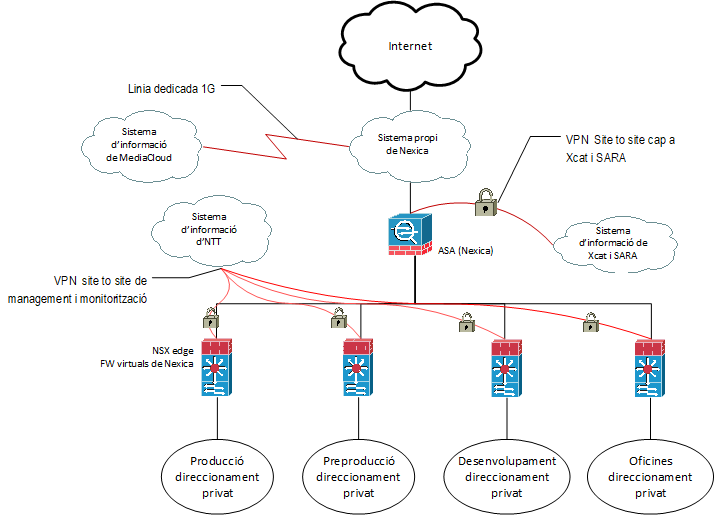 Internet
Linia dedicada 1G
Sistema
d'informació
de MediaCloud
Sistema propi
de Nexica
VPN Site to site cap a
Xcat i SARA
Sistema
d'informació
d'NTT
ASA (Nexica)
Sistema
d'informació de
Xcat i SARA
VPN site to site de
management i monitorització
NSX edge
FW virtuals de Nexica
Producció
direccionament
privat
Preproducció
direccionament
privat
Desenvolupament
direccionament
privat
Oficines
direccionament
privat